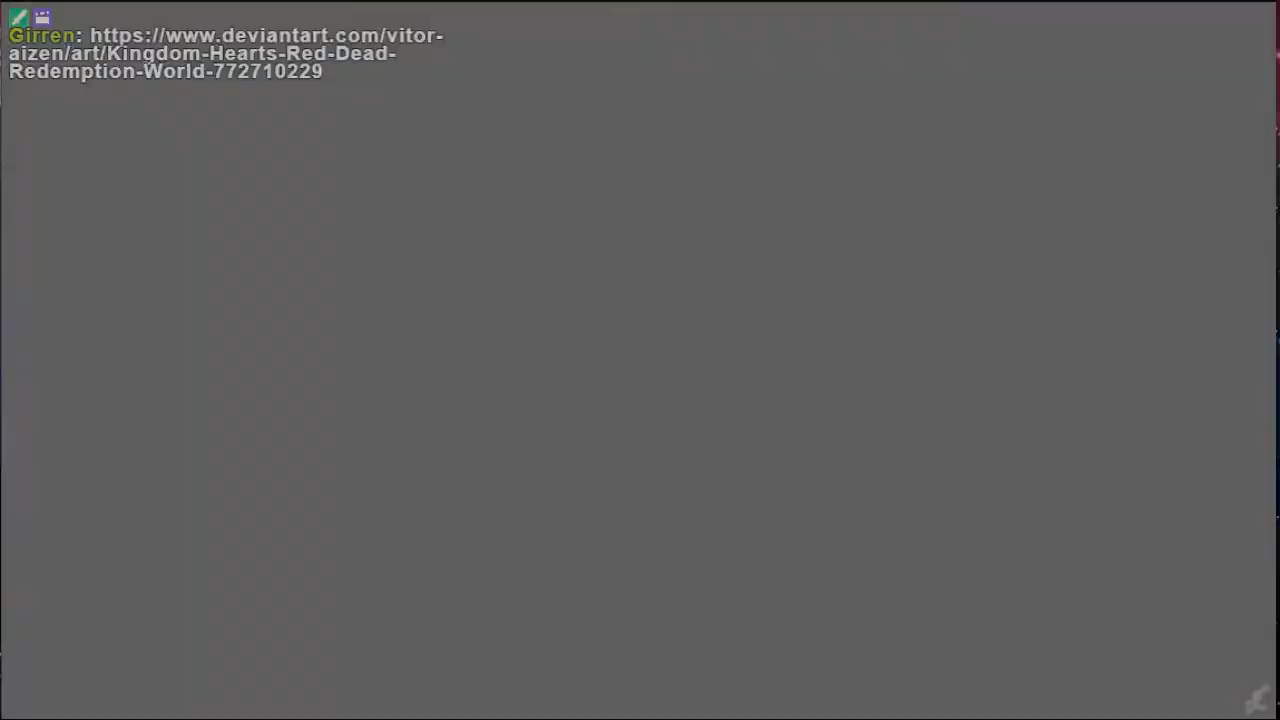 Girren: https://www.deviantart.com/vitor-
aizen/art/Kingdom-Hearts-Red-Dead-
Redemption-World-772710229